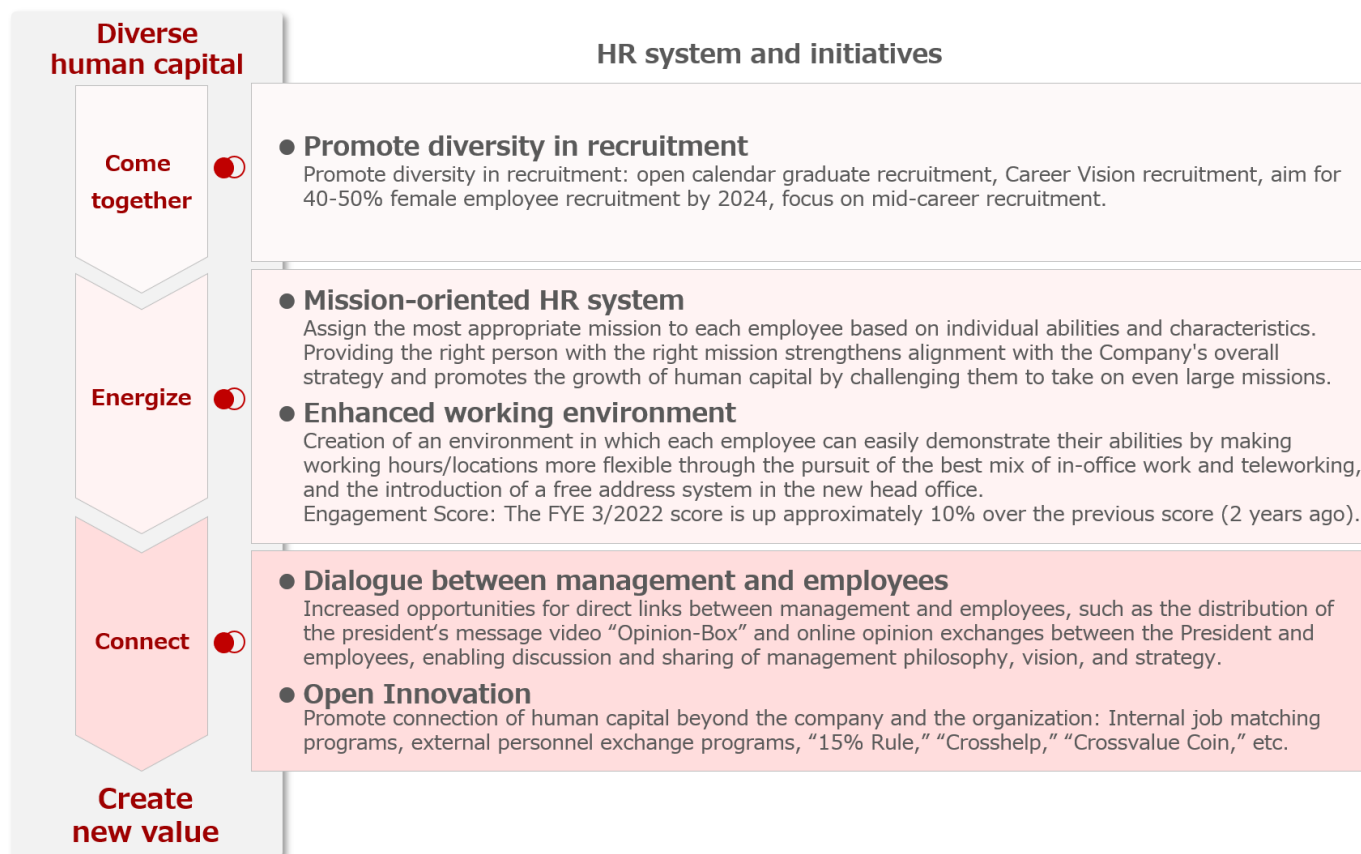 Diverse
human capital
HR system and initiatives
Come
together
● Promote diversity in recruitment
Promote diversity in recruitment: open calendar graduate recruitment, Career Vision recruitment, aim for
40-50% female employee recruitment by 2024, focus on mid-career recruitment.
Energize
● Mission-oriented HR system
Assign the most appropriate mission to each employee based on individual abilities and characteristics.
Providing the right person with the right mission strengthens alignment with the Company's overall
strategy and promotes the growth of human capital by challenging them to take on even large missions.
● Enhanced working environment
Creation of an environment in which each employee can easily demonstrate their abilities by making
working hours/locations more flexible through the pursuit of the best mix of in-office work and teleworking,
and the introduction of a free address system in the new head office.
Engagement Score: The FYE 3/2022 score is up approximately 10% over the previous score (2 years ago).
Connect
● Dialogue between management and employees
Increased opportunities for direct links between management and employees, such as the distribution of
the president‘s message video “Opinion-Box” and online opinion exchanges between the President and
employees, enabling discussion and sharing of management philosophy, vision, and strategy.
● Open Innovation
Promote connection of human capital beyond the company and the organization: Internal job matching
programs, external personnel exchange programs, “15% Rule,” “Crosshelp,” “Crossvalue Coin,” etc.
Create
new value